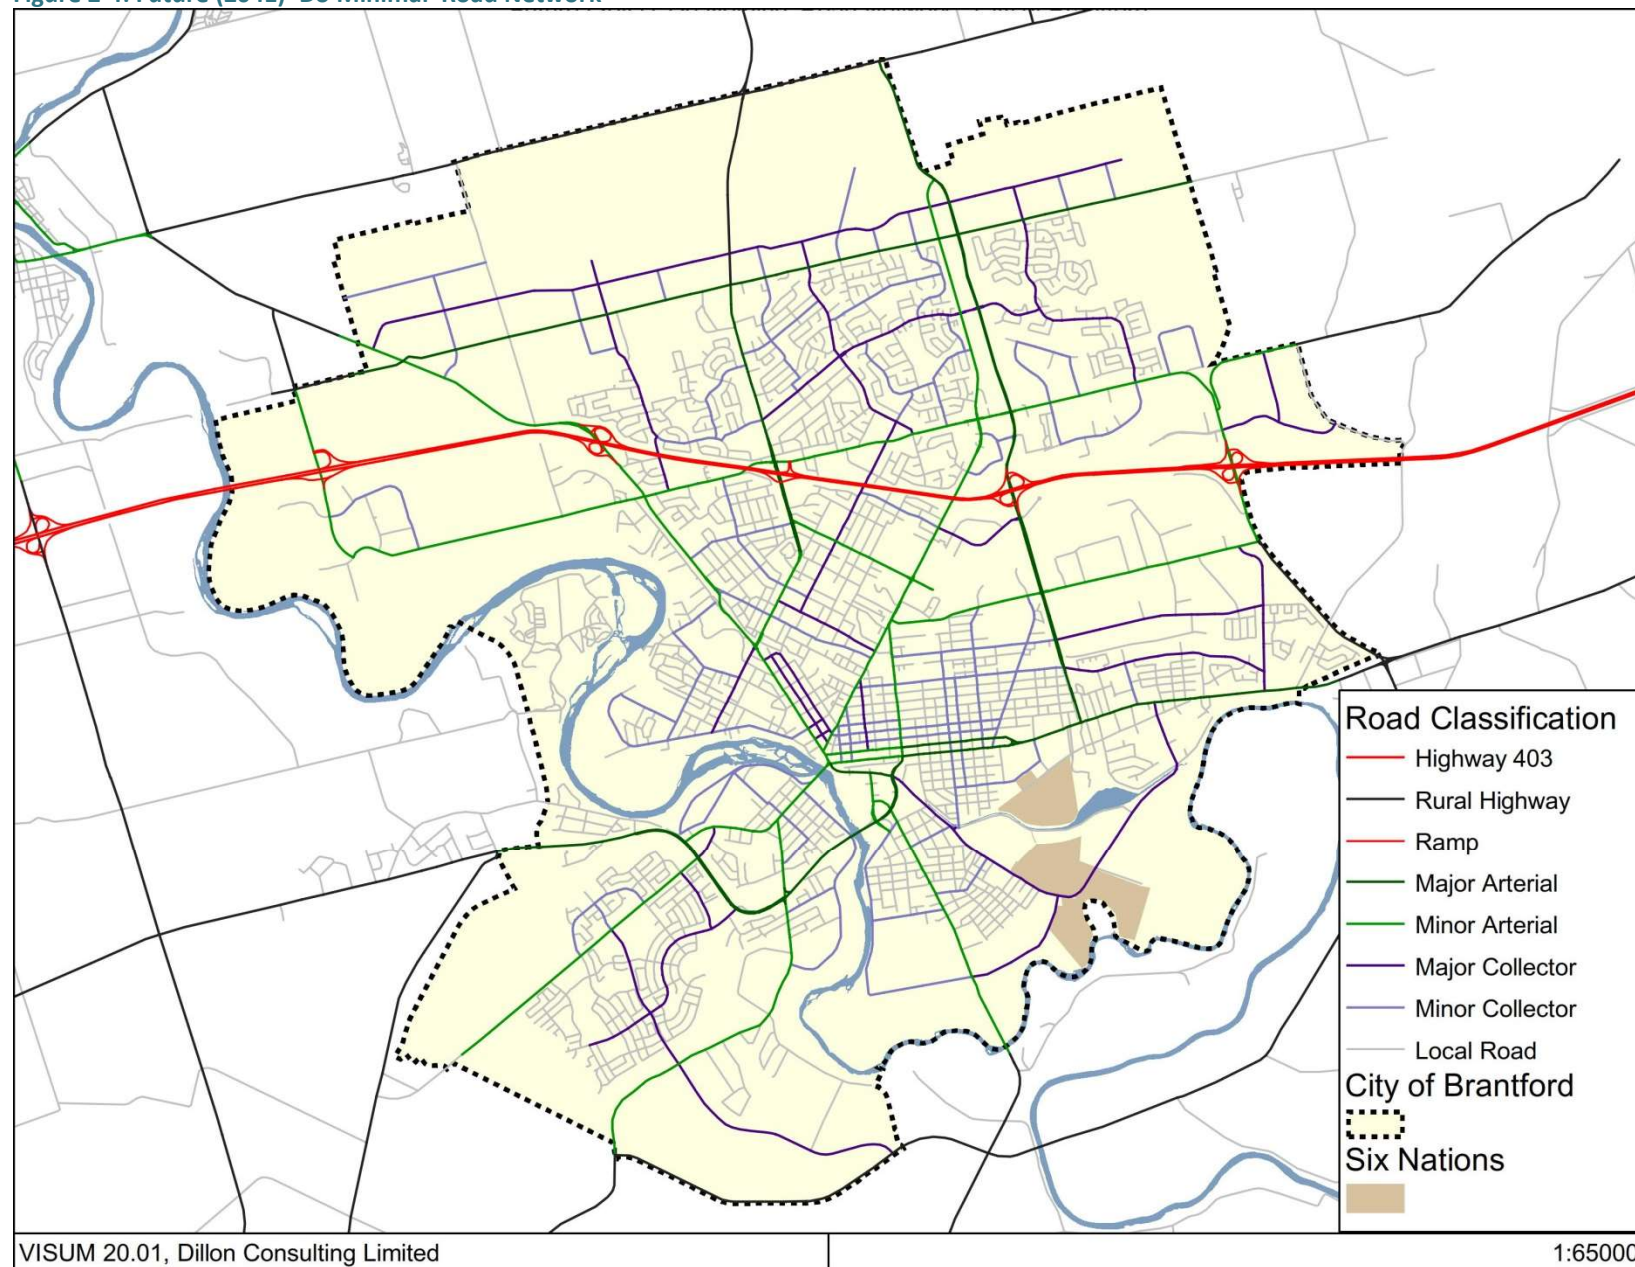 Road Classification
Highway 403
Rural Highway
Ramp
Major Arterial
Minor Arterial
Major Collector
Minor Collector
Local Road
City of Brantford
Six Nations
VISUM 20.01, Dillon Consulting Limited
1:65000